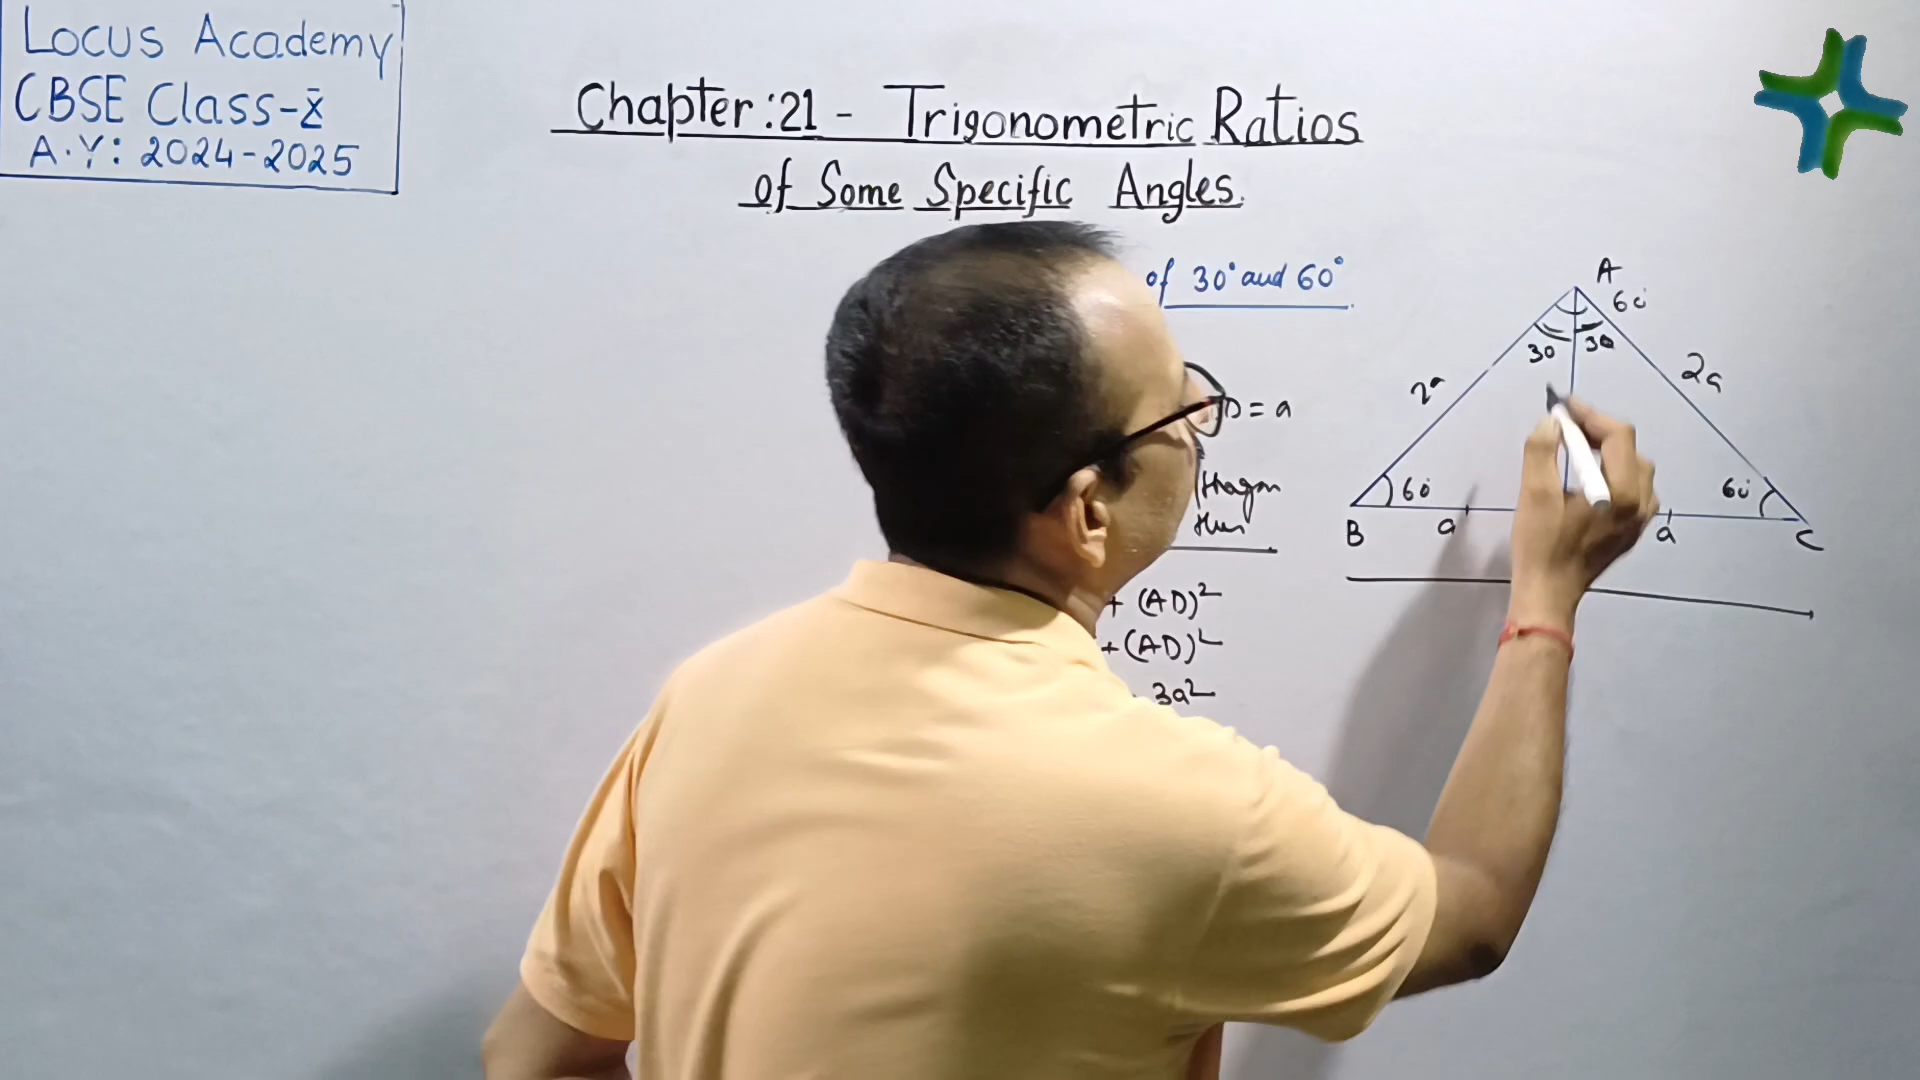 Locus Academy
CBSE Class-X
A.Y: 2024-2025
Chapter:21 - Trigonometric Ratios
of Some Specific Angles.
of 30° and 60°
A
60°
30 30
2a 2a
D = a
60° 60°
a a
B C
+ (AD)²
+(AD)²
3a²